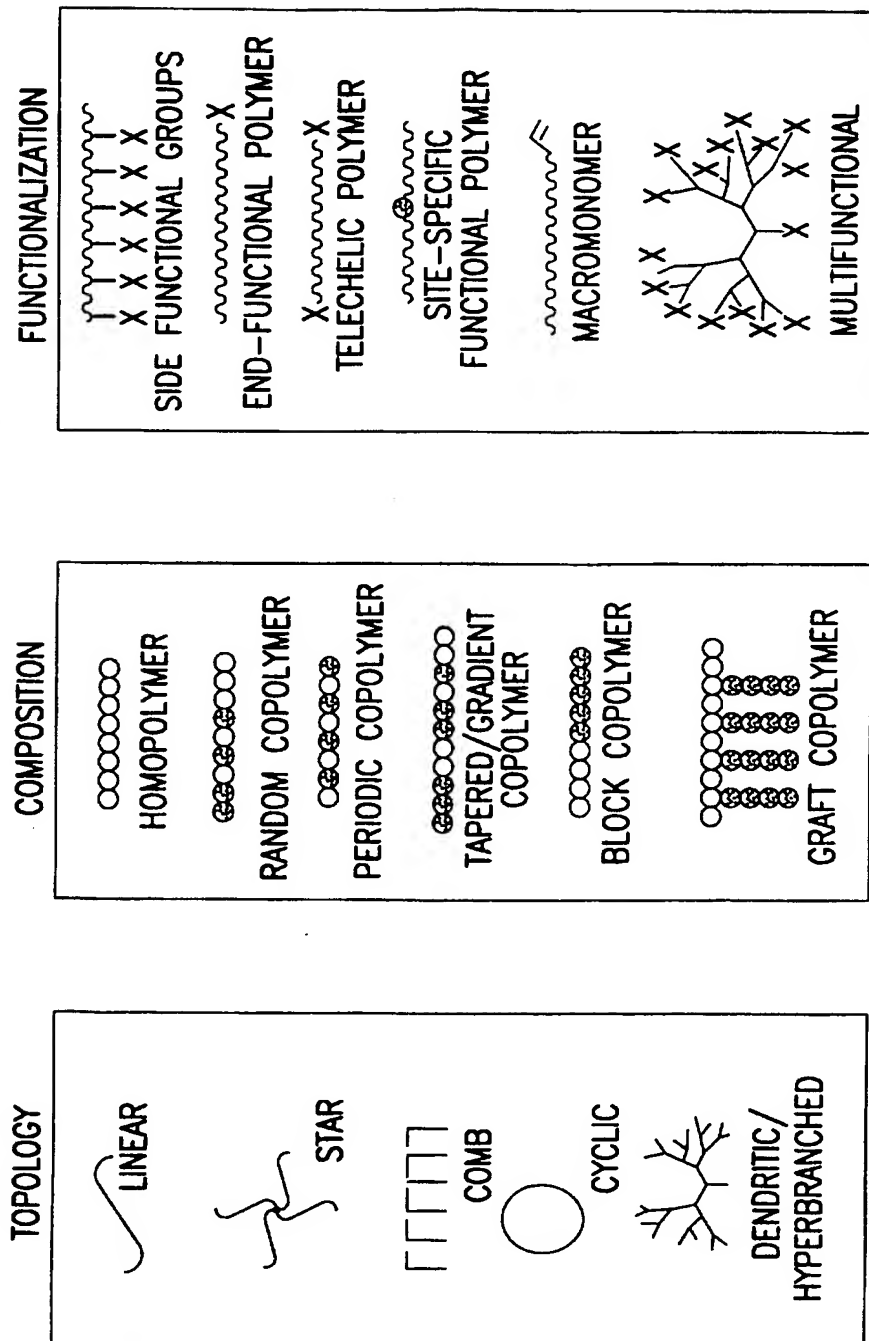 TOPOLOGY
LINEAR
STAR
COMB
CYCLIC
DENDRITIC/
HYPERBRANCHED
COMPOSITION
HOMOPOLYMER
RANDOM COPOLYMER
PERIODIC COPOLYMER
TAPERED/GRADIENT
COPOLYMER
BLOCK COPOLYMER
GRAFT COPOLYMER
FUNCTIONALIZATION
X X X X X X
SIDE FUNCTIONAL GROUPS
X
END-FUNCTIONAL POLYMER
X X
TELECHELIC POLYMER
SITE-SPECIFIC
FUNCTIONAL POLYMER
MACROMONOMER
X X X X X X X X X X X X X X X X X
MULTIFUNCTIONAL